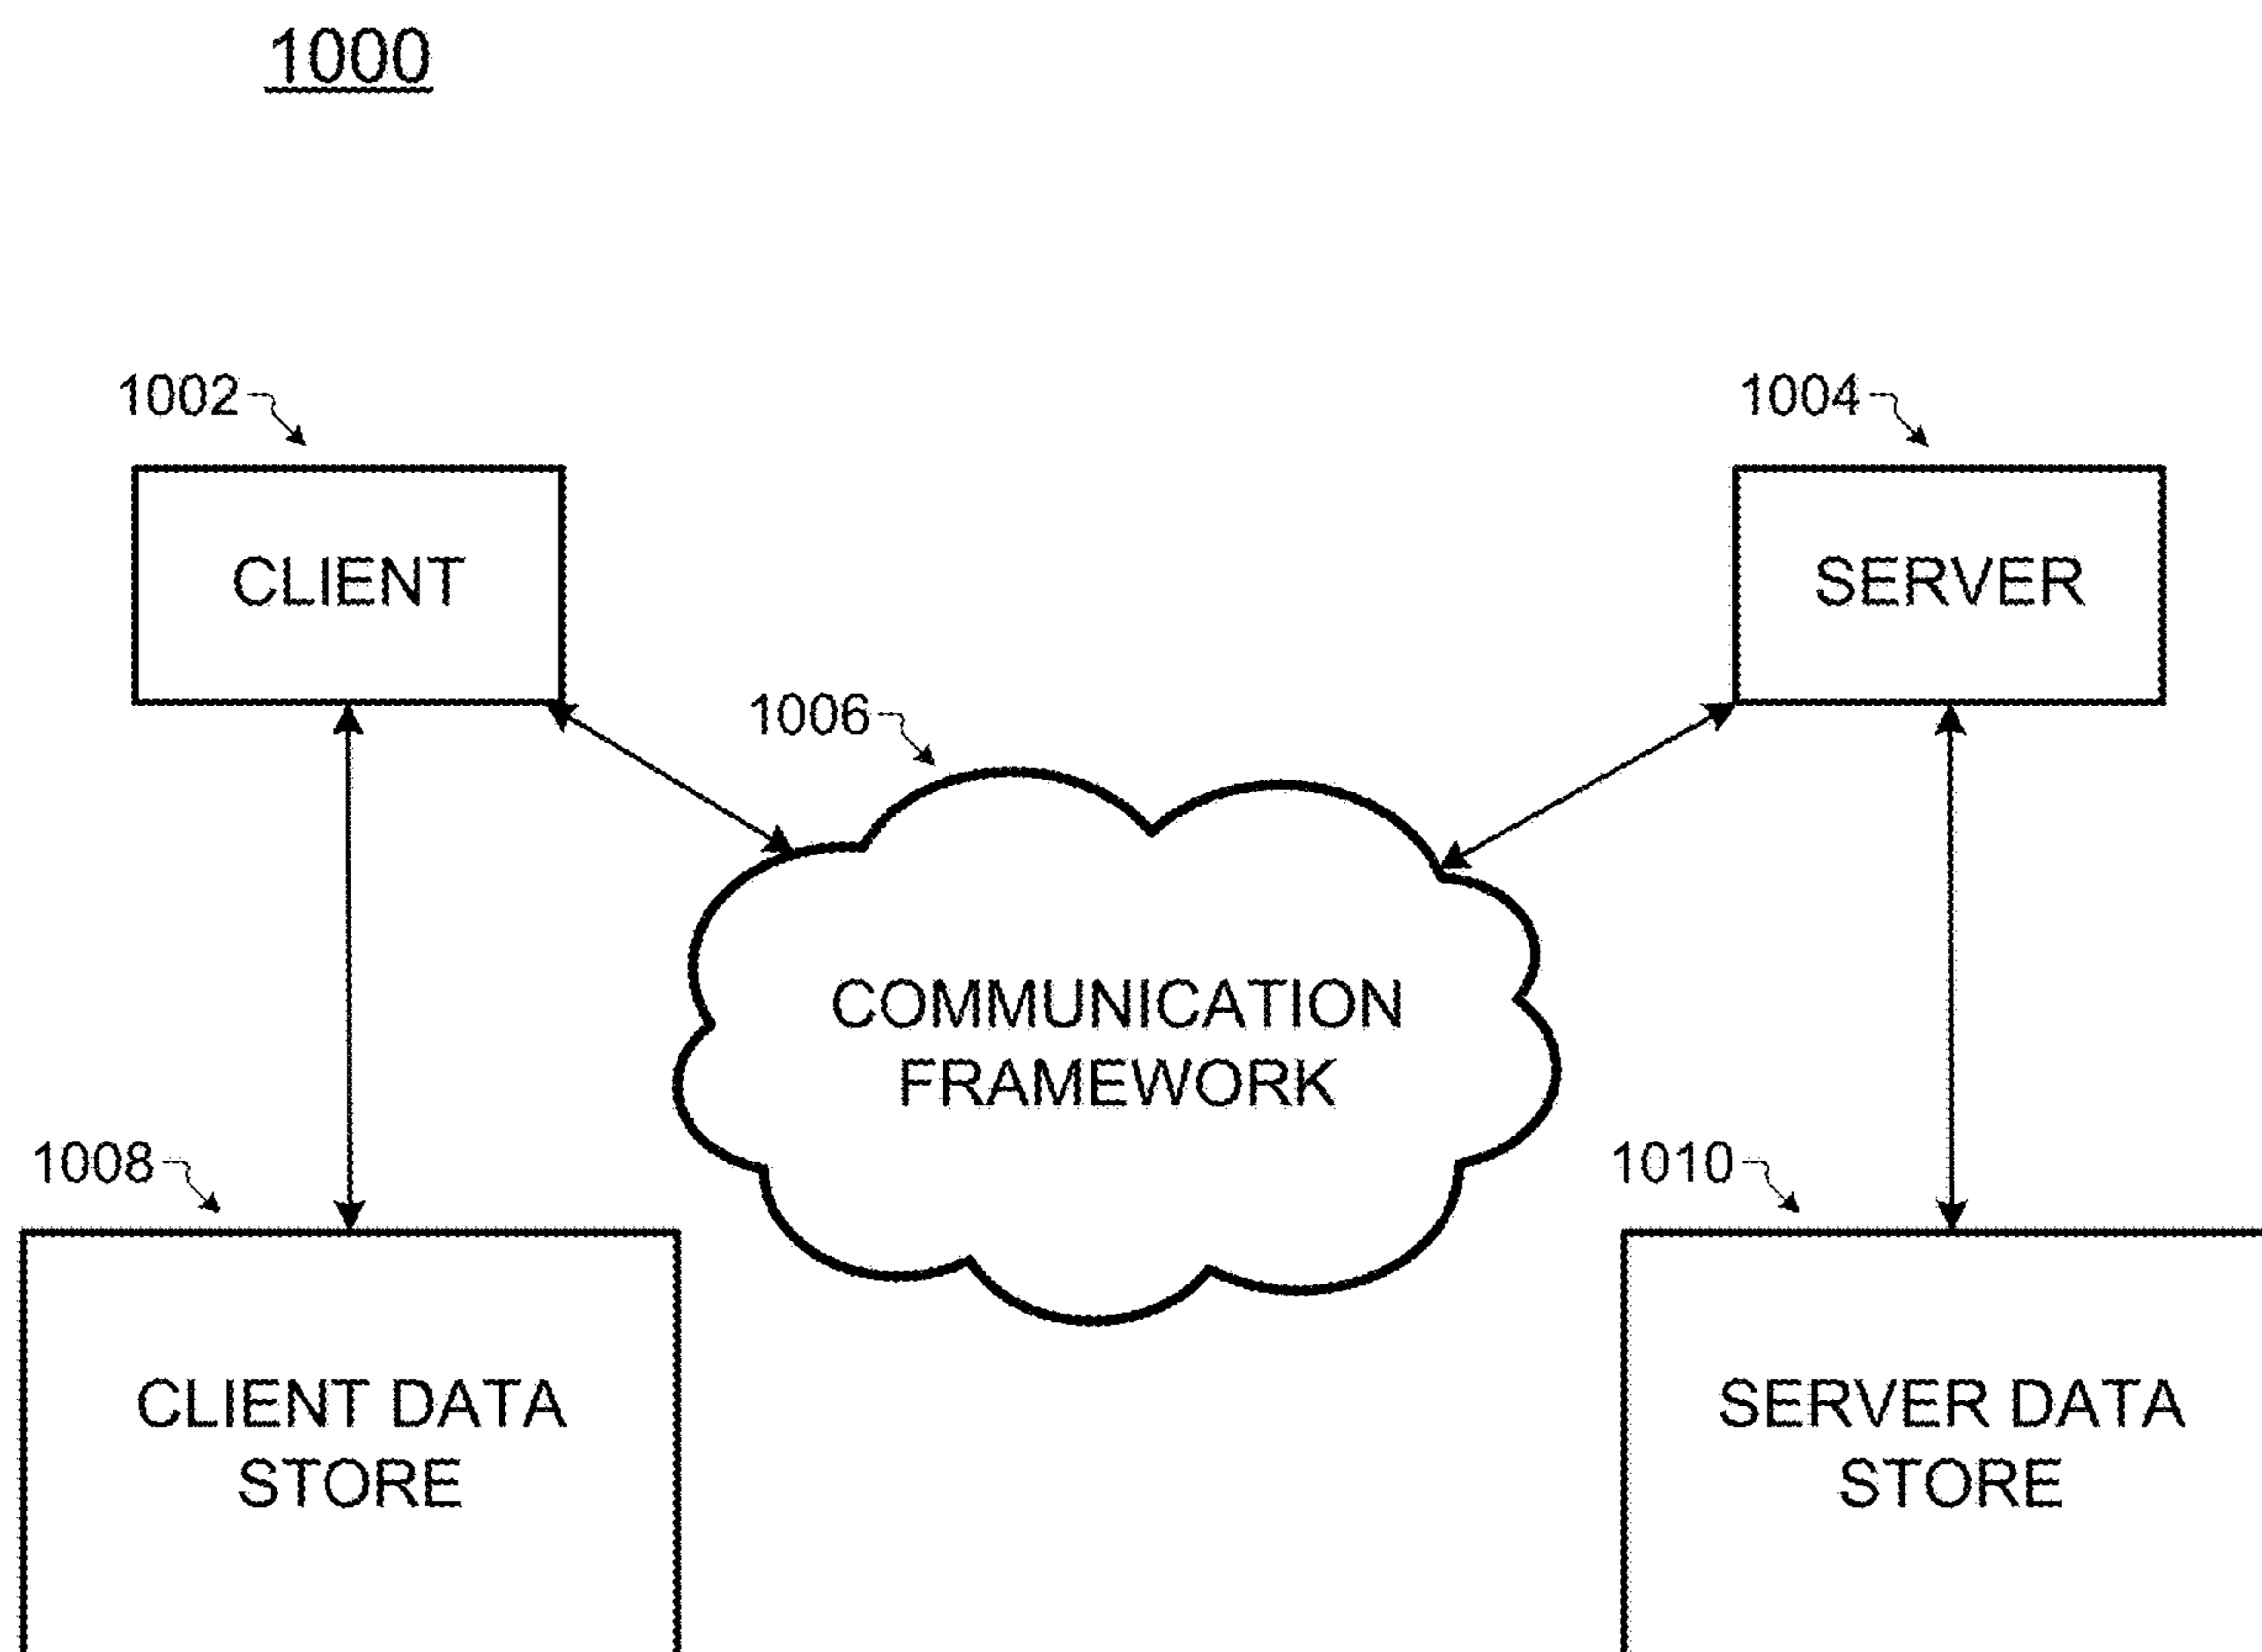 1000
1002
1004
CLIENT
SERVER
1006
COMMUNICATION
FRAMEWORK
1008
1010
CLIENT DATA
STORE
SERVER DATA
STORE